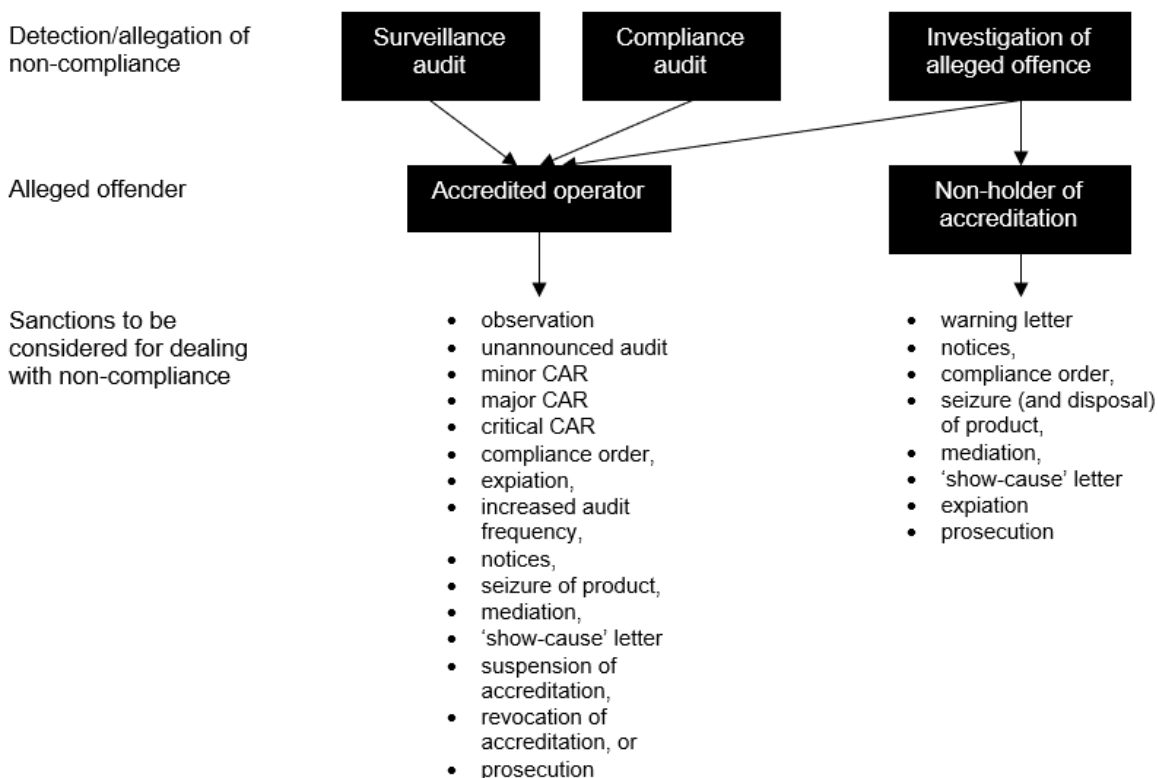 Detection/allegation of
non-compliance
Surveillance
audit
Compliance
audit
Investigation of
alleged offence
Alleged offender
Accredited operator
Non-holder of
accreditation
Sanctions to be
considered for dealing
with non-compliance
• observation
• unannounced audit
• minor CAR
• major CAR
• critical CAR
• compliance order,
• expiation,
• increased audit
frequency,
• notices,
• seizure of product,
• mediation,
• ‘show-cause’ letter
• suspension of
accreditation,
• revocation of
accreditation, or
• prosecution
• warning letter
• notices,
• compliance order,
• seizure (and disposal)
of product,
• mediation,
• ‘show-cause’ letter
• expiation
• prosecution